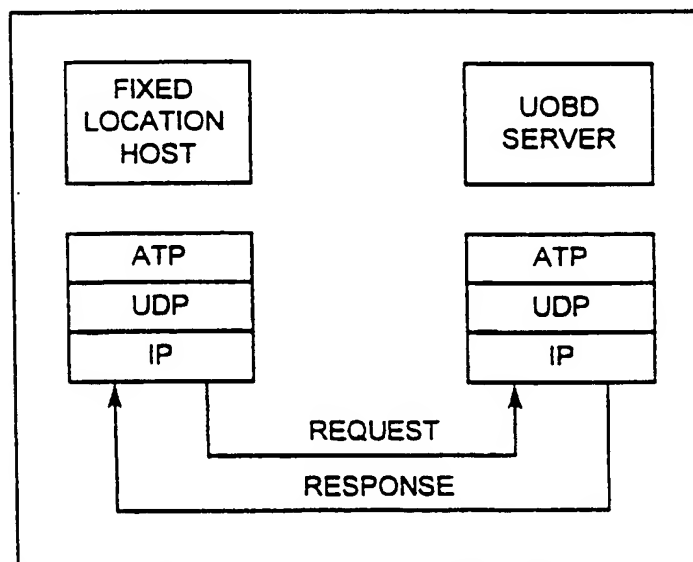 FIXED
LOCATION
HOST
UOBD
SERVER
ATP
UDP
IP
ATP
UDP
IP
REQUEST
RESPONSE